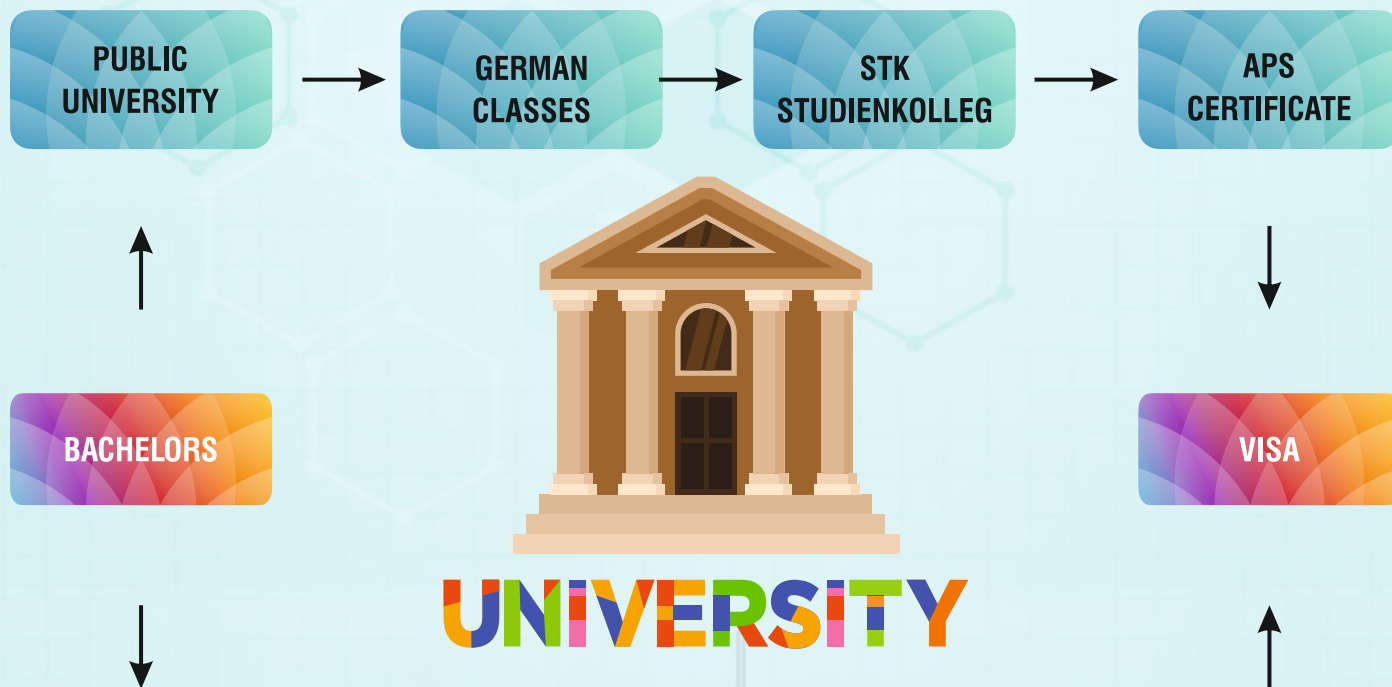 PUBLIC
UNIVERSITY
GERMAN
CLASSES
STK
STUDIENKOLLEG
APS
CERTIFICATE
BACHELORS
VISA
UNIVERSITY